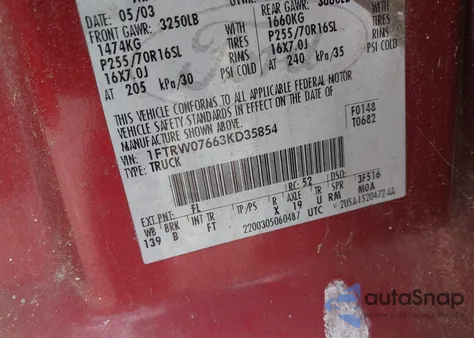 DATE: 05/03
FRONT GAWR: 3250LB
1474KG
P255/70R16SL
16X7.0J
AT 205 kPa/30
WITH
TIRES
RIMS
PSI COLD
REAR GAWR:
1660KG
P255/70R16SL
16X7.0J
AT 240 kPa/35
WITH
TIRES
RIMS
PSI COLD
THIS VEHICLE CONFORMS TO ALL APPLICABLE FEDERAL MOTOR
VEHICLE SAFETY STANDARDS IN EFFECT ON THE DATE OF
MANUFACTURE SHOWN ABOVE.
VIN: 1FTRW07663KD35854
TYPE: TRUCK
F0148
T0682
EXT PNT: FL RC: 52 DSO: 3F516
WB BRK INT TR TP/PS R AXLE TR SPR
139 B FT X 19 U RM MOA
2200305060487 UTC
autoSnap